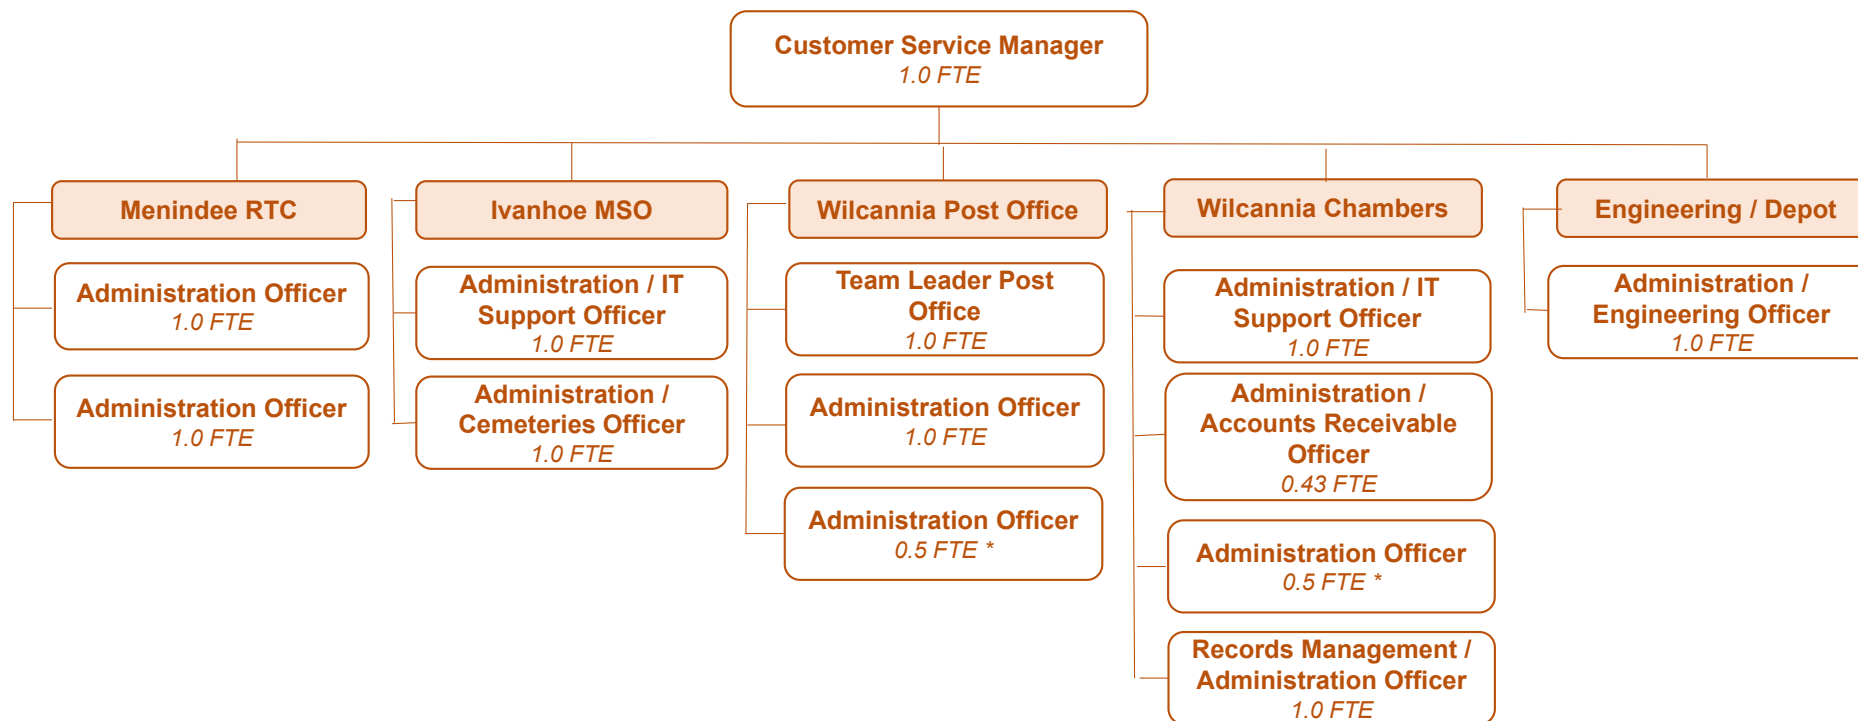 Customer Service Manager
1.0 FTE
Menindee RTC
Administration Officer
1.0 FTE
Administration Officer
1.0 FTE
Ivanhoe MSO
Administration / IT
Support Officer
1.0 FTE
Administration /
Cemeteries Officer
1.0 FTE
Wilcannia Post Office
Team Leader Post
Office
1.0 FTE
Administration Officer
1.0 FTE
Administration Officer
0.5 FTE *
Wilcannia Chambers
Administration / IT
Support Officer
1.0 FTE
Administration /
Accounts Receivable
Officer
0.43 FTE
Administration Officer
0.5 FTE *
Records Management /
Administration Officer
1.0 FTE
Engineering / Depot
Administration /
Engineering Officer
1.0 FTE